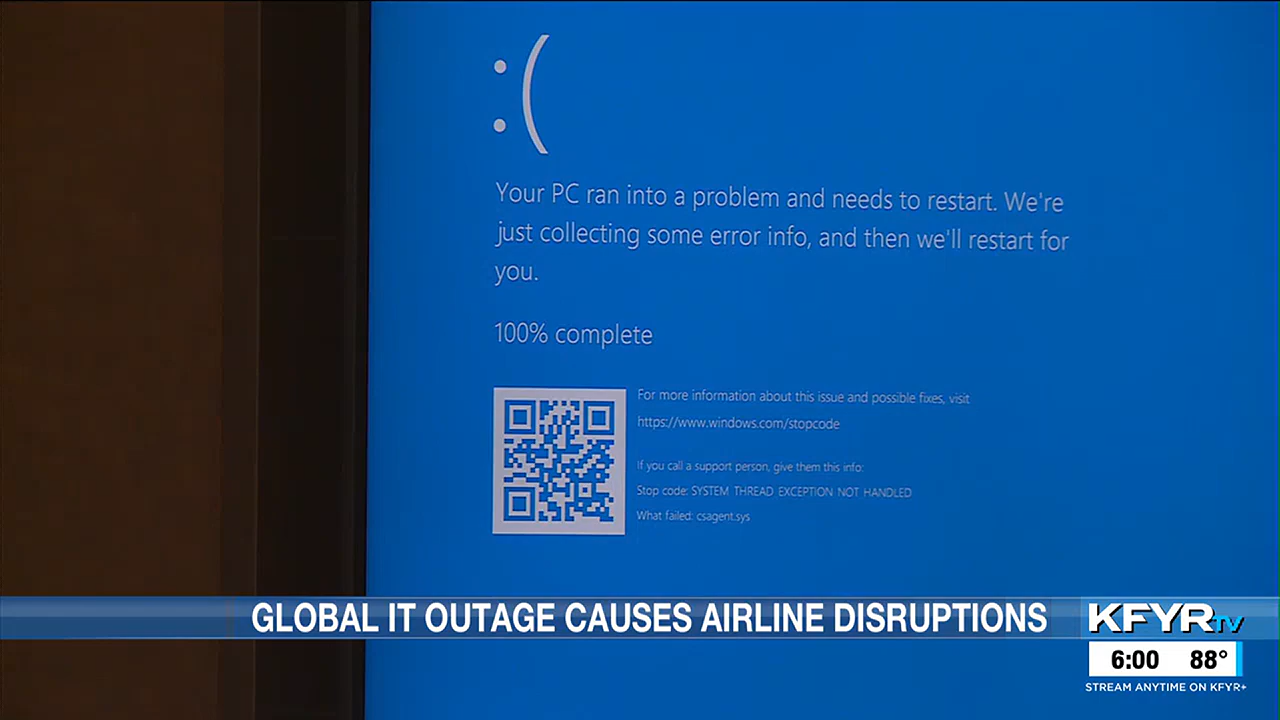 :(
Your PC ran into a problem and needs to restart. We're
just collecting some error info, and then we'll restart for
you.
100% complete
For more information about this issue and possible fixes, visit
https://www.windows.com/stopcode
If you call a support person, give them this info:
Stop code: SYSTEM THREAD EXCEPTION NOT HANDLED
What failed: csagent.sys
GLOBAL IT OUTAGE CAUSES AIRLINE DISRUPTIONS
KFYRTV
6:00 88°
STREAM ANYTIME ON KFYR+